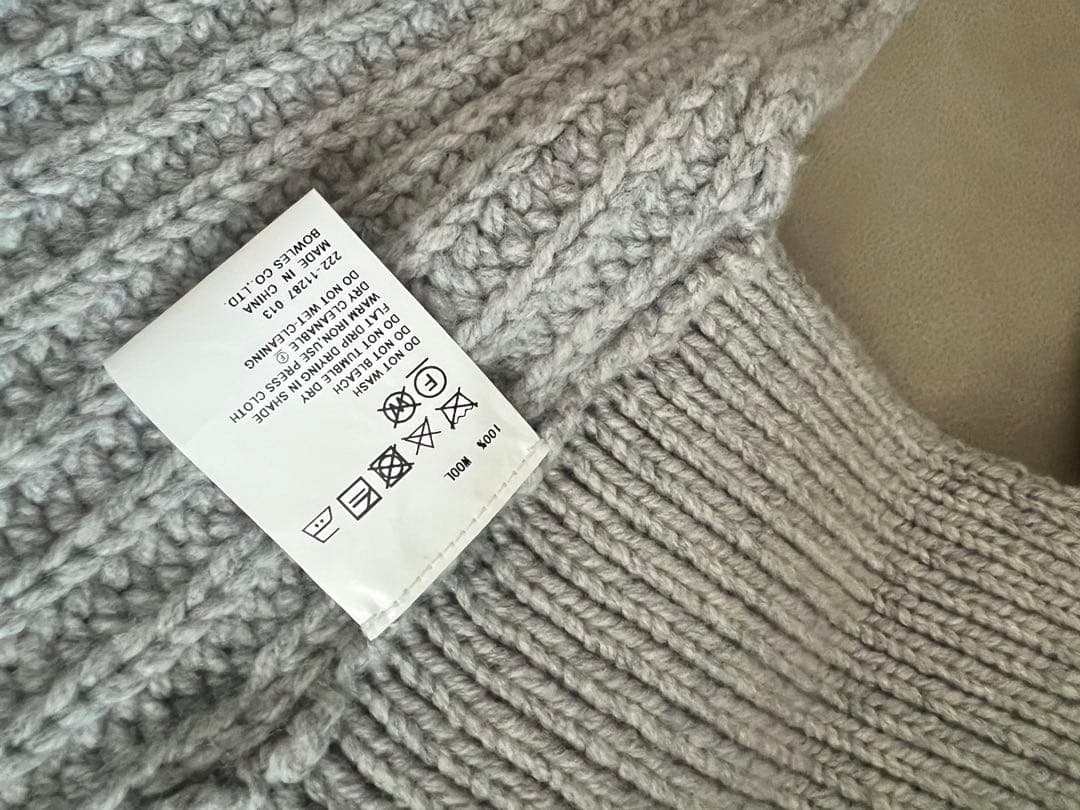 100% WOOL
F
W
DO NOT WASH
DO NOT BLEACH
DO NOT TUMBLE DRY
FLAT DRIP DRYING IN SHADE
WARM IRON,USE PRESS CLOTH
DRY CLEANABLE Ⓕ
DO NOT WET-CLEANING
222-11287 013
MADE IN CHINA
BOWLES CO.,LTD.